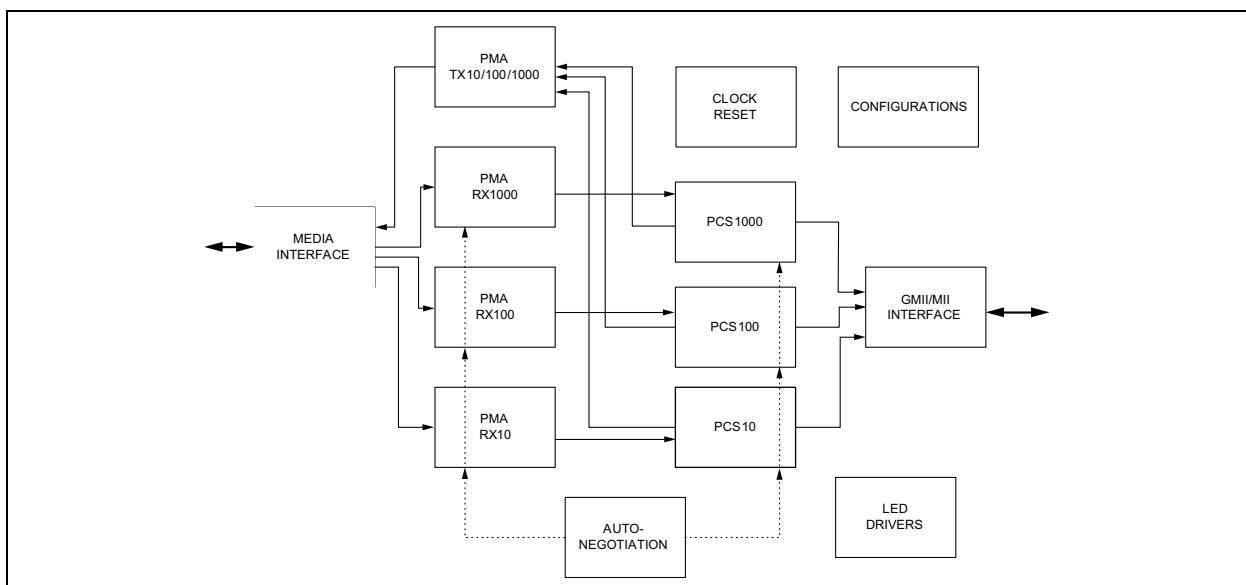 PMA
TX10/100/1000
CLOCK
RESET
CONFIGURATIONS
PMA
RX1000
PCS1000
MEDIA
INTERFACE
PMA
RX100
PCS100
GMII/MII
INTERFACE
PMA
RX10
PCS10
AUTO-
NEGOTIATION
LED
DRIVERS